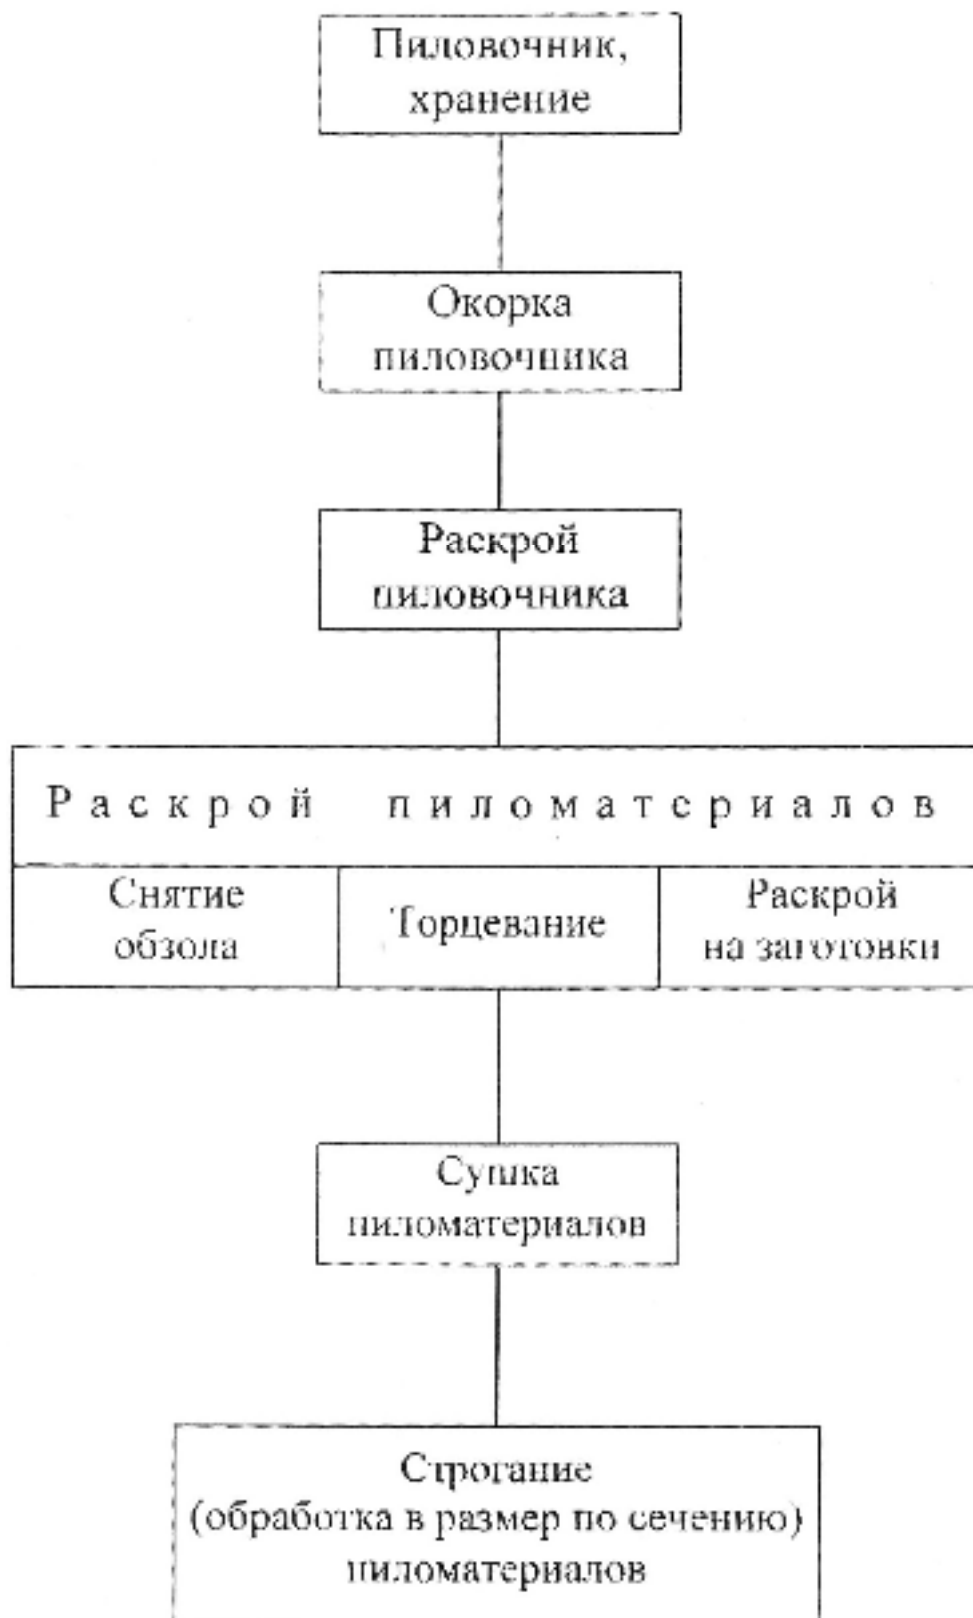 Пиловочник,
хранение
Окорка
пиловочника
Раскрой
пиловочника
Раскрой пиломатериалов
Снятие
обзола
Торцевание
Раскрой
на заготовки
Сушка
пиломатериалов
Строгание
(обработка в размер по сечению)
пиломатериалов